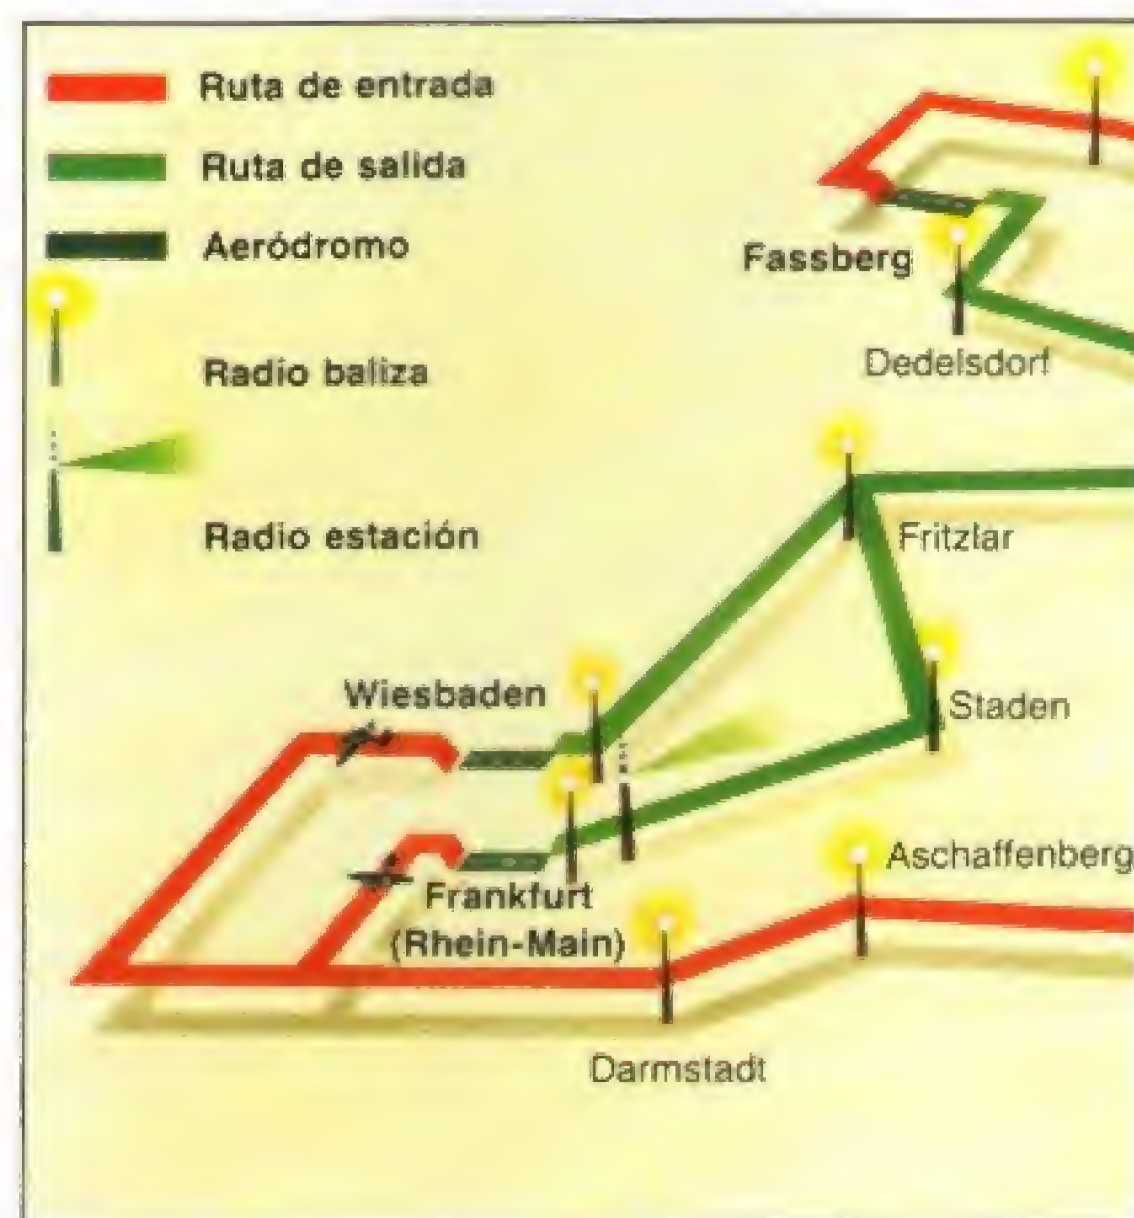 Ruta de entrada
Ruta de salida
Aeródromo
Radio baliza
Radio estación
Fassberg
Dedelsdorf
Fritzlar
Wiesbaden
Staden
Aschaffenberg
Frankfurt
(Rhein-Main)
Darmstadt